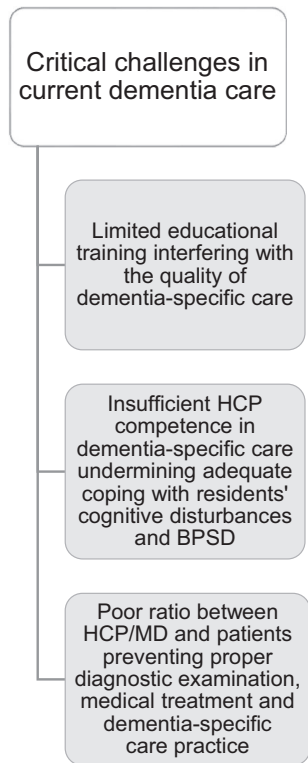 Critical challenges in
current dementia care
Limited educational
training interfering with
the quality of
dementia-specific care
Insufficient HCP
competence in
dementia-specific care
undermining adequate
coping with residents'
cognitive disturbances
and BPSD
Poor ratio between
HCP/MD and patients
preventing proper
diagnostic examination,
medical treatment and
dementia-specific
care practice